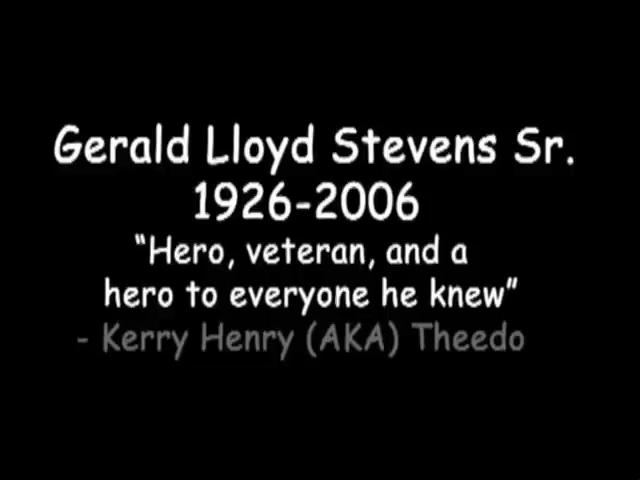 Gerald Lloyd Stevens Sr.
1926-2006
“Hero, veteran, and a
hero to everyone he knew”
- Kerry Henry (AKA) Theedo